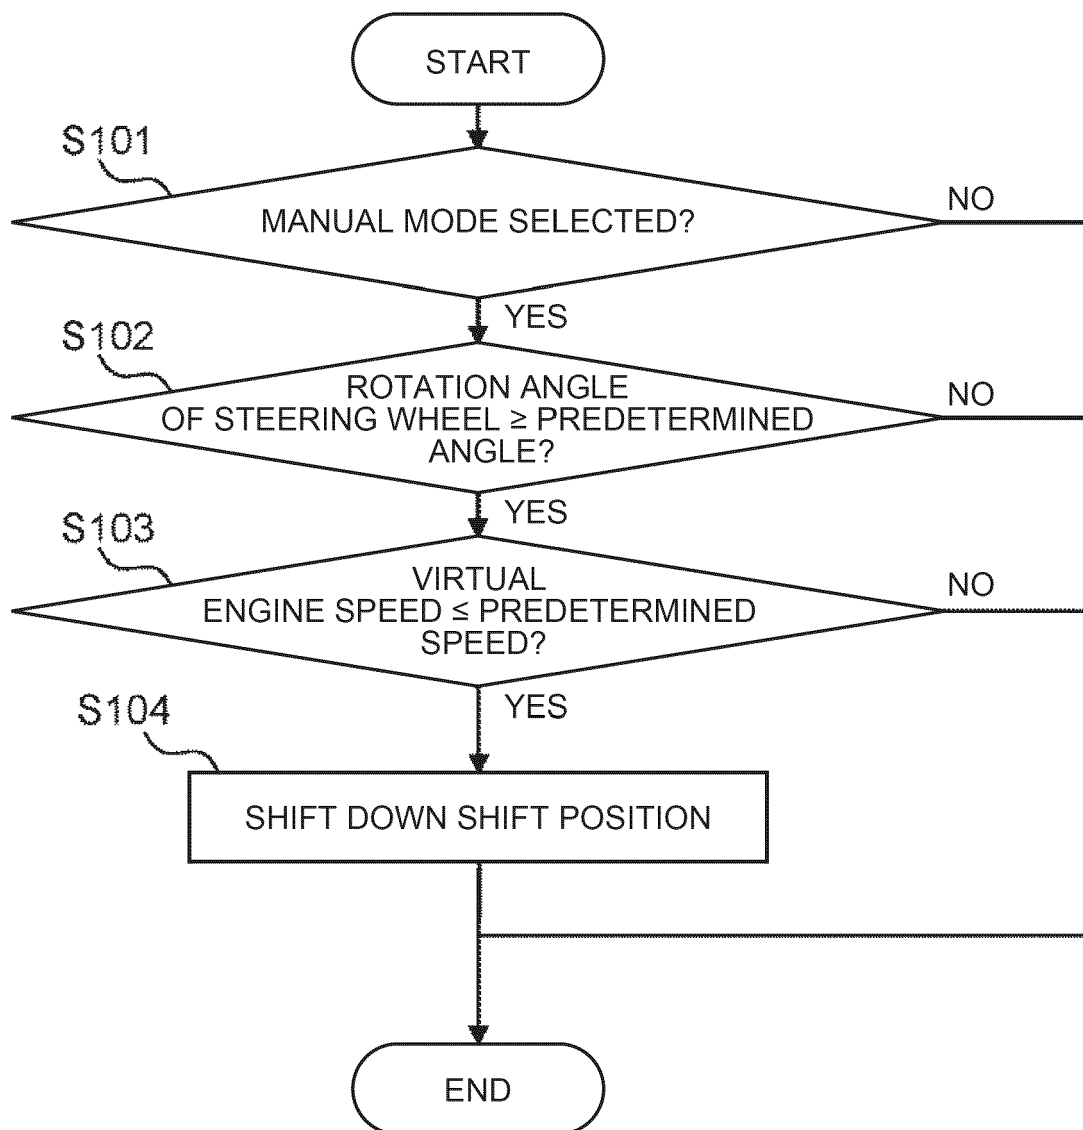 START
S101
MANUAL MODE SELECTED?
NO
YES
S102
ROTATION ANGLE
OF STEERING WHEEL ≥ PREDETERMINED
ANGLE?
NO
YES
S103
VIRTUAL
ENGINE SPEED ≤ PREDETERMINED
SPEED?
NO
YES
S104
SHIFT DOWN SHIFT POSITION
END